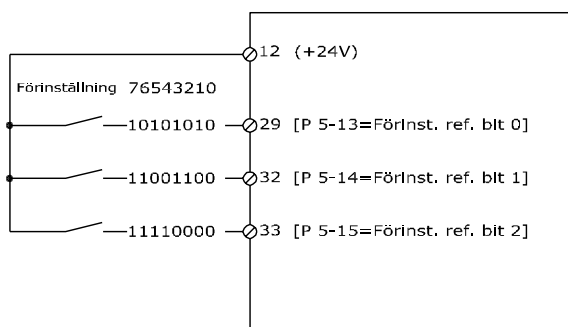 12 (+24V)
Förinställning 76543210
10101010 29 [P 5-13=Förinst. ref. bit 0]
11001100 32 [P 5-14=Förinst. ref. bit 1]
11110000 33 [P 5-15=Förinst. ref. bit 2]